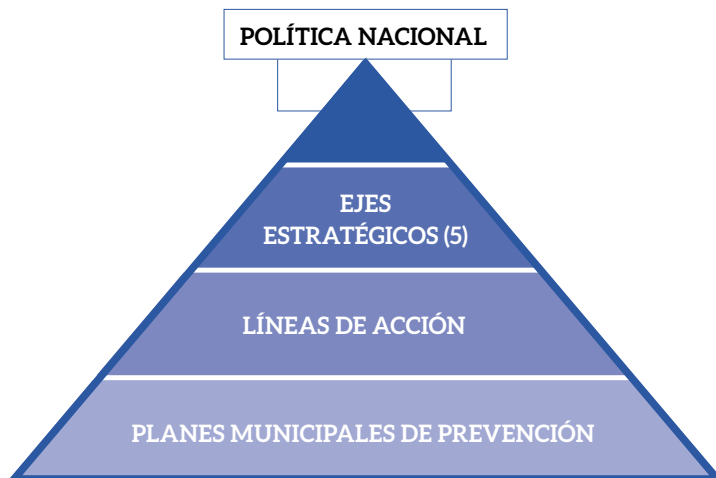 POLÍTICA NACIONAL
EJES
ESTRATÉGICOS (5)
LÍNEAS DE ACCIÓN
PLANES MUNICIPALES DE PREVENCIÓN